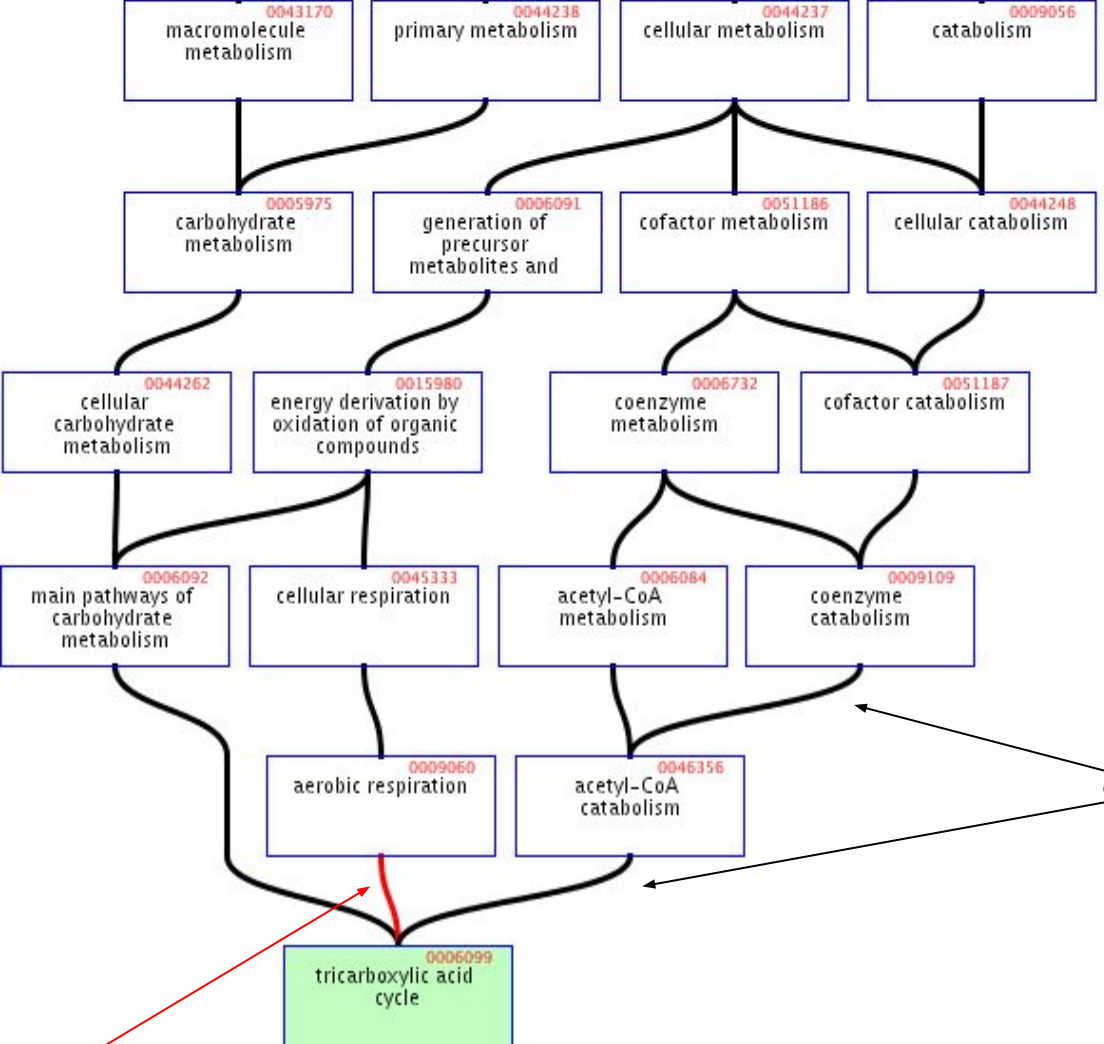 0043170
macromolecule
metabolism
0044238
primary metabolism
0044237
cellular metabolism
0009056
catabolism
0005975
carbohydrate
metabolism
0006091
generation of
precursor
metabolites and
0051186
cofactor metabolism
0044248
cellular catabolism
0044262
cellular
carbohydrate
metabolism
0015980
energy derivation by
oxidation of organic
compounds
0006732
coenzyme
metabolism
0051187
cofactor catabolism
0006092
main pathways of
carbohydrate
metabolism
0045333
cellular respiration
0006084
acetyl-CoA
metabolism
0009109
coenzyme
catabolism
0009060
aerobic respiration
0046356
acetyl-CoA
catabolism
0006099
tricarboxylic acid
cycle